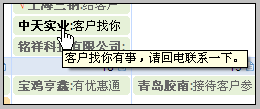 中天实业:客户找你
铭祥科技有限公司:
客户找你有事，请回电联系一下。
宝鸡亨鑫:有优惠通
青岛胶南:接待客户参